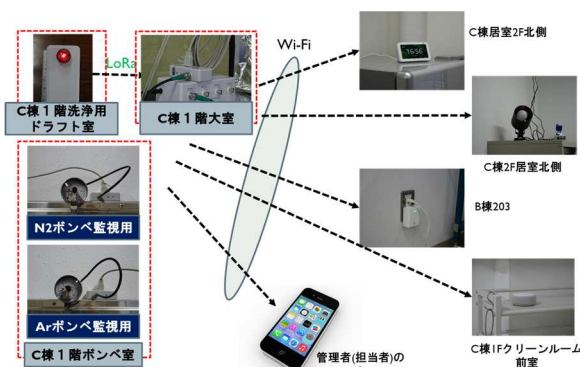 Wi-Fi
LoRa
C棟1階洗浄用
ドラフト室
C棟1階大室
C棟居室2F北側
C棟2F居室北側
N2ボンベ監視用
B棟203
Arボンベ監視用
C棟1階ボンベ室
管理者(担当者)の
C棟1Fクリーンルーム
前室